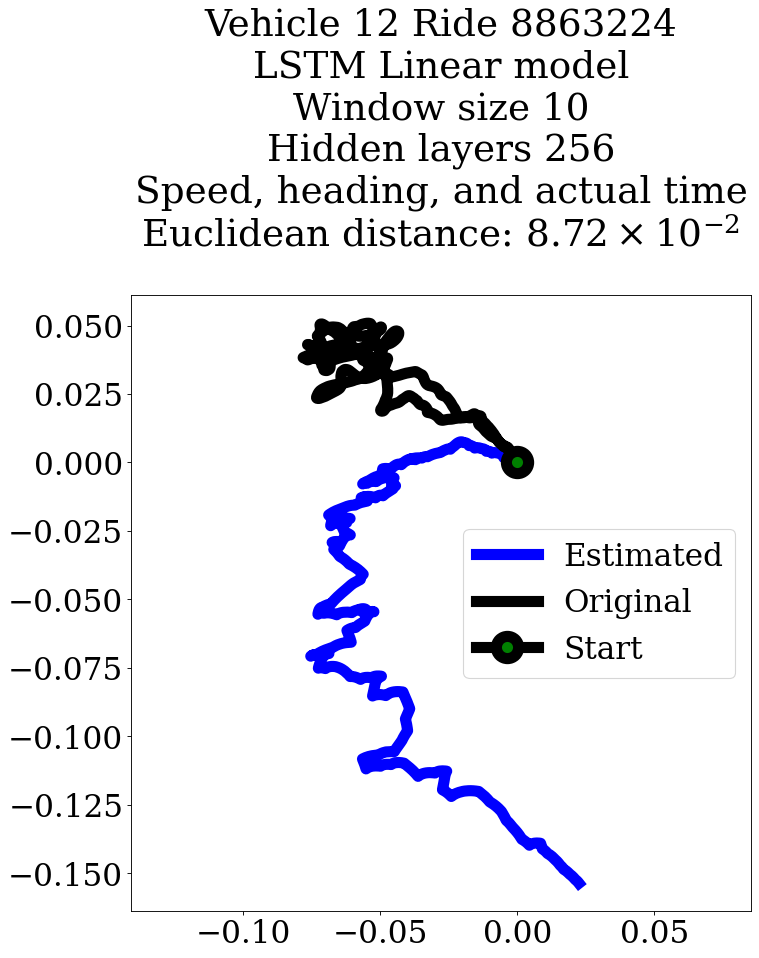 Vehicle 12 Ride 8863224
LSTM Linear model
Window size 10
Hidden layers 256
Speed, heading, and actual time
Euclidean distance: 8.72 × 10⁻²
0.050
0.025
0.000
−0.025
−0.050
−0.075
−0.100
−0.125
−0.150
Estimated
Original
Start
−0.10
−0.05
0.00
0.05